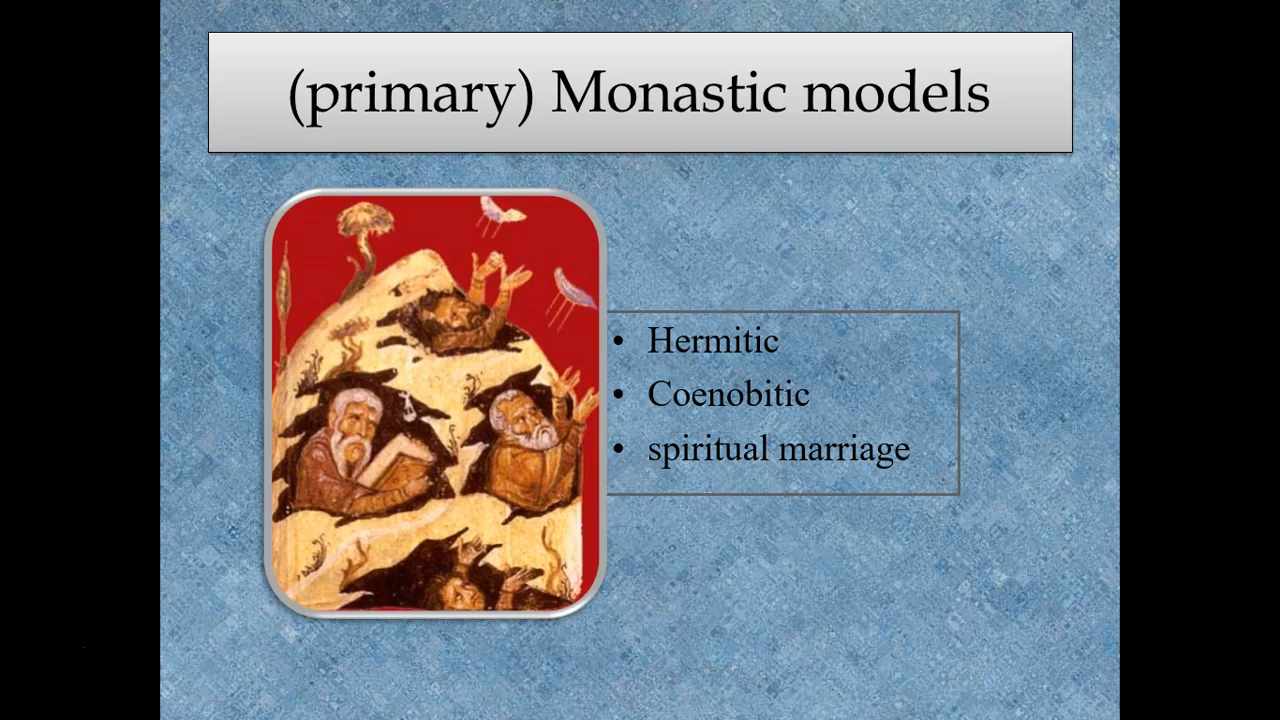 (primary) Monastic models
• Hermitic
• Coenobitic
• spiritual marriage